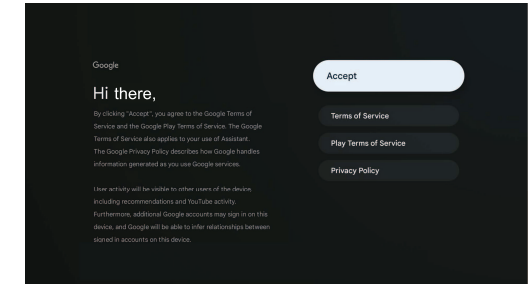 Google
Hi there,
By clicking "Accept", you agree to the Google Terms of
Service and the Google Play Terms of Service. The Google
Terms of Service also applies to your use of Assistant.
The Google Privacy Policy describes how Google handles
information generated as you use Google services.
User activity will be visible to other users of the device,
including recommendations and YouTube activity.
Furthermore, additional Google accounts may sign in on this
device, and Google will be able to infer relationships between
signed in accounts on this device.
Accept
Terms of Service
Play Terms of Service
Privacy Policy